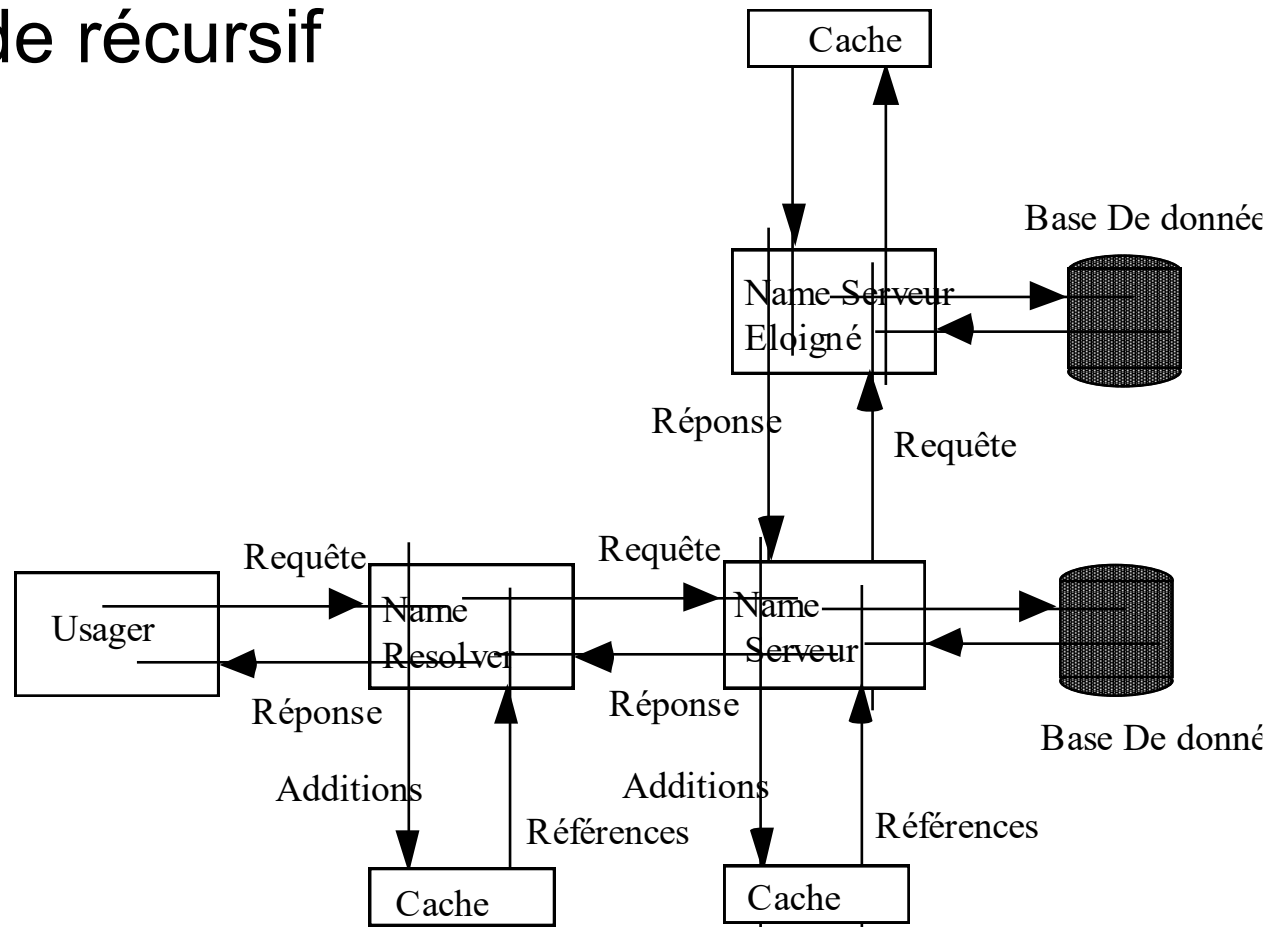 de récursif
Cache
Base De donnée
Name Serveur
Eloigné
Réponse
Requête
Requête
Requête
Usager
Name
Resolver
Name
Serveur
Réponse
Réponse
Base De donné
Additions
Additions
Références
Références
Cache
Cache